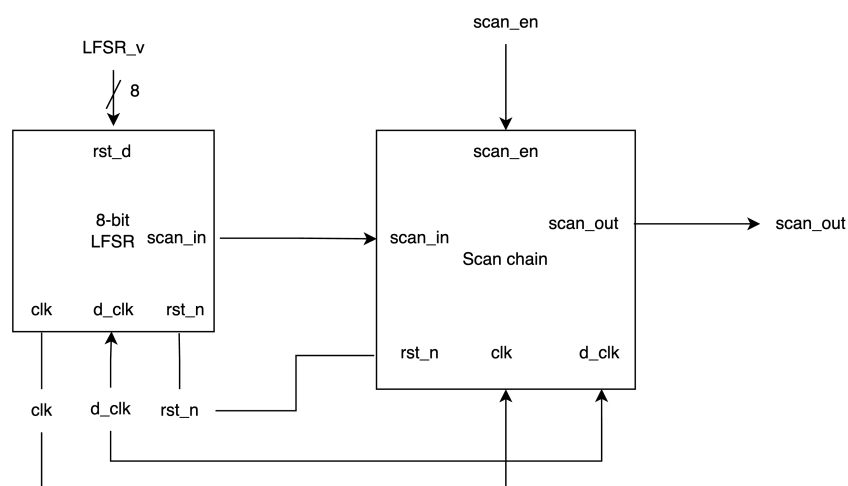 scan_en
LFSR_v
8
rst_d
scan_en
8-bit
LFSR
scan_in
scan_in
scan_out
scan_out
Scan chain
clk
d_clk
rst_n
rst_n
clk
d_clk
clk
d_clk
rst_n